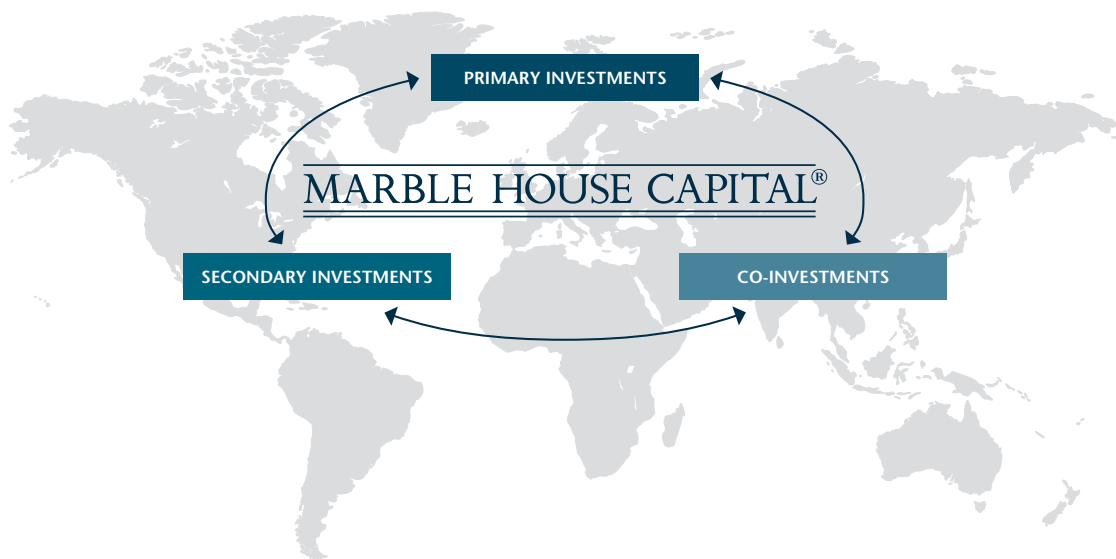 PRIMARY INVESTMENTS
MARBLE HOUSE CAPITAL®
SECONDARY INVESTMENTS
CO-INVESTMENTS